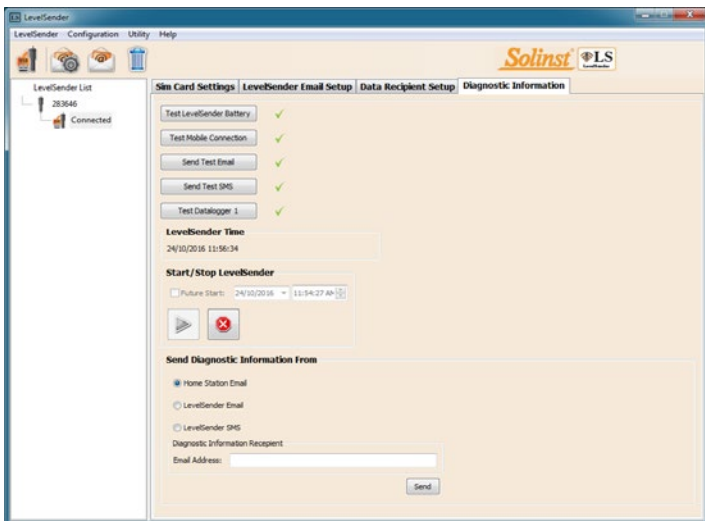 LevelSender
LevelSender Configuration Utility Help
Solinst LS
LevelSender
LevelSender List
283646
Connected
Sim Card Settings LevelSender Email Setup Data Recipient Setup Diagnostic Information
Test LevelSender Battery
Test Mobile Connection
Send Test Email
Send Test SMS
Test Datalogger 1
LevelSender Time
24/10/2016 11:56:34
Start/Stop LevelSender
Future Start: 24/10/2016 11:54:27 AM
Send Diagnostic Information From
Home Station Email
LevelSender Email
LevelSender SMS
Diagnostic Information Recepient
Email Address:
Send